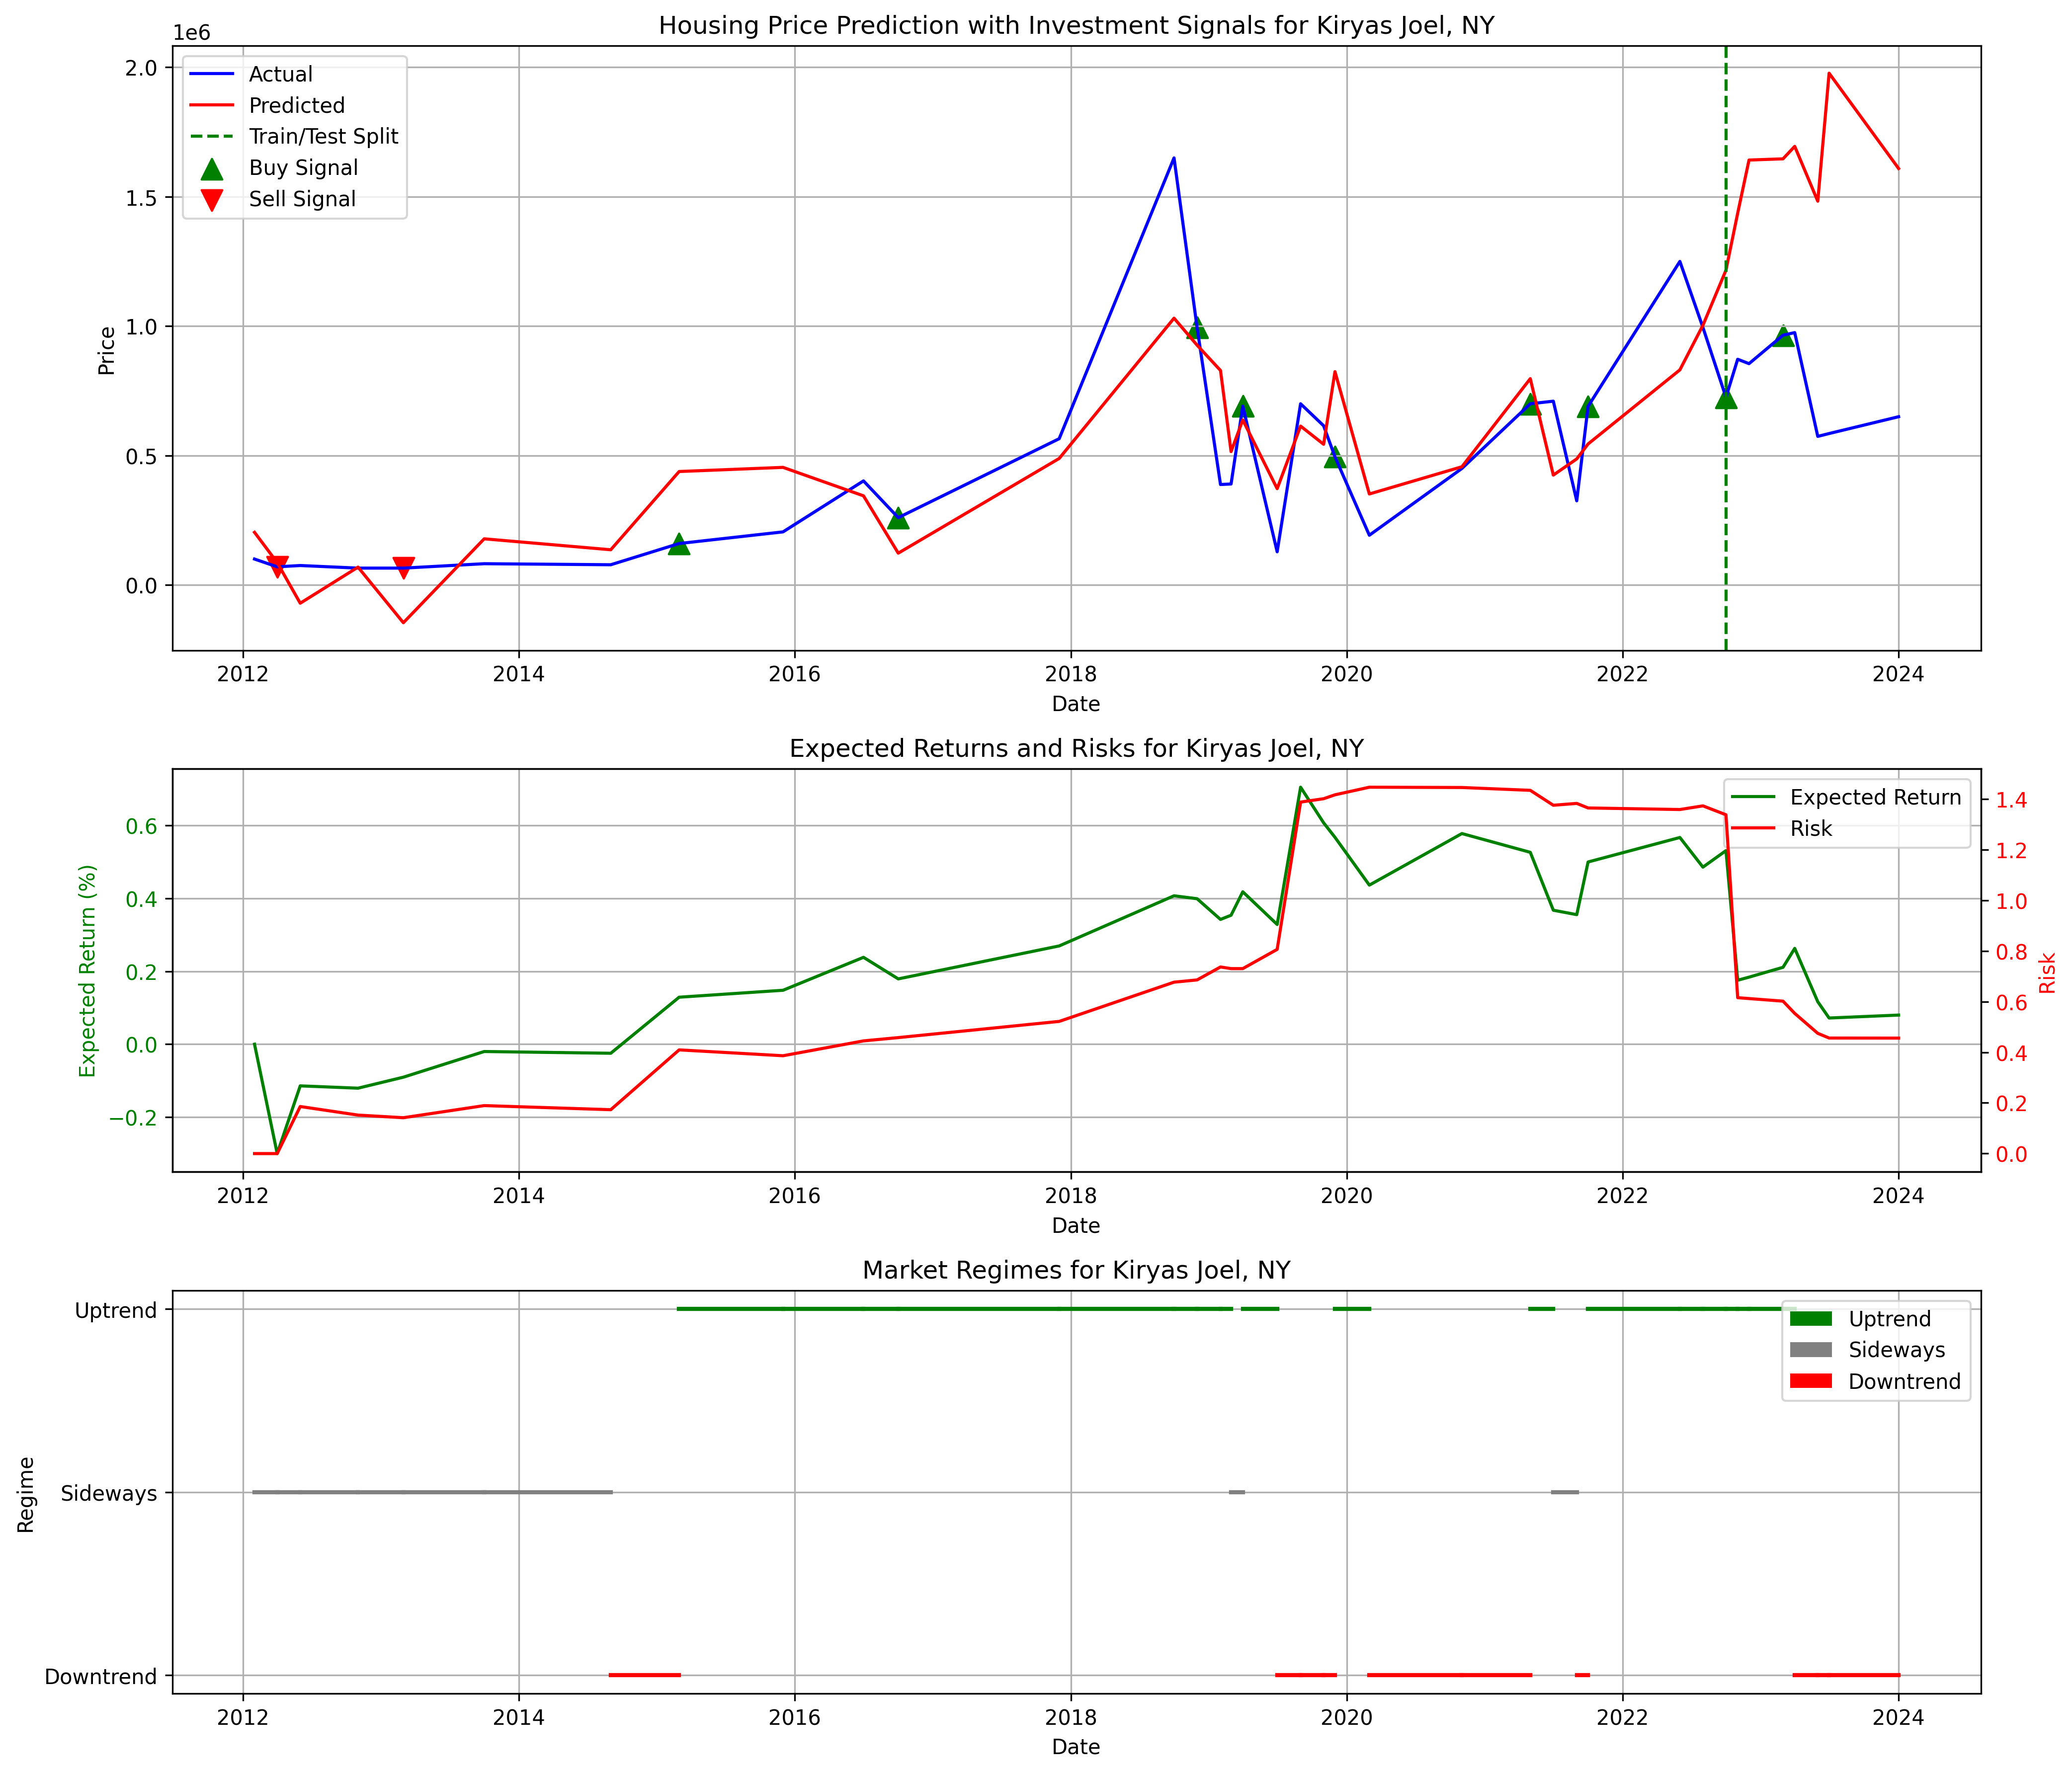 Housing Price Prediction with Investment Signals for Kiryas Joel, NY
1e6
Actual
Predicted
Train/Test Split
Buy Signal
Sell Signal
2.0
1.5
1.0
0.5
0.0
Price
2012 2014 2016 2018 2020 2022 2024
Date
Expected Returns and Risks for Kiryas Joel, NY
Expected Return
Risk
0.6
0.4
0.2
0.0
−0.2
Expected Return (%)
1.4
1.2
1.0
0.8
0.6
0.4
0.2
0.0
Risk
2012 2014 2016 2018 2020 2022 2024
Date
Market Regimes for Kiryas Joel, NY
Uptrend
Sideways
Downtrend
Regime
Uptrend
Sideways
Downtrend
2012 2014 2016 2018 2020 2022 2024
Date